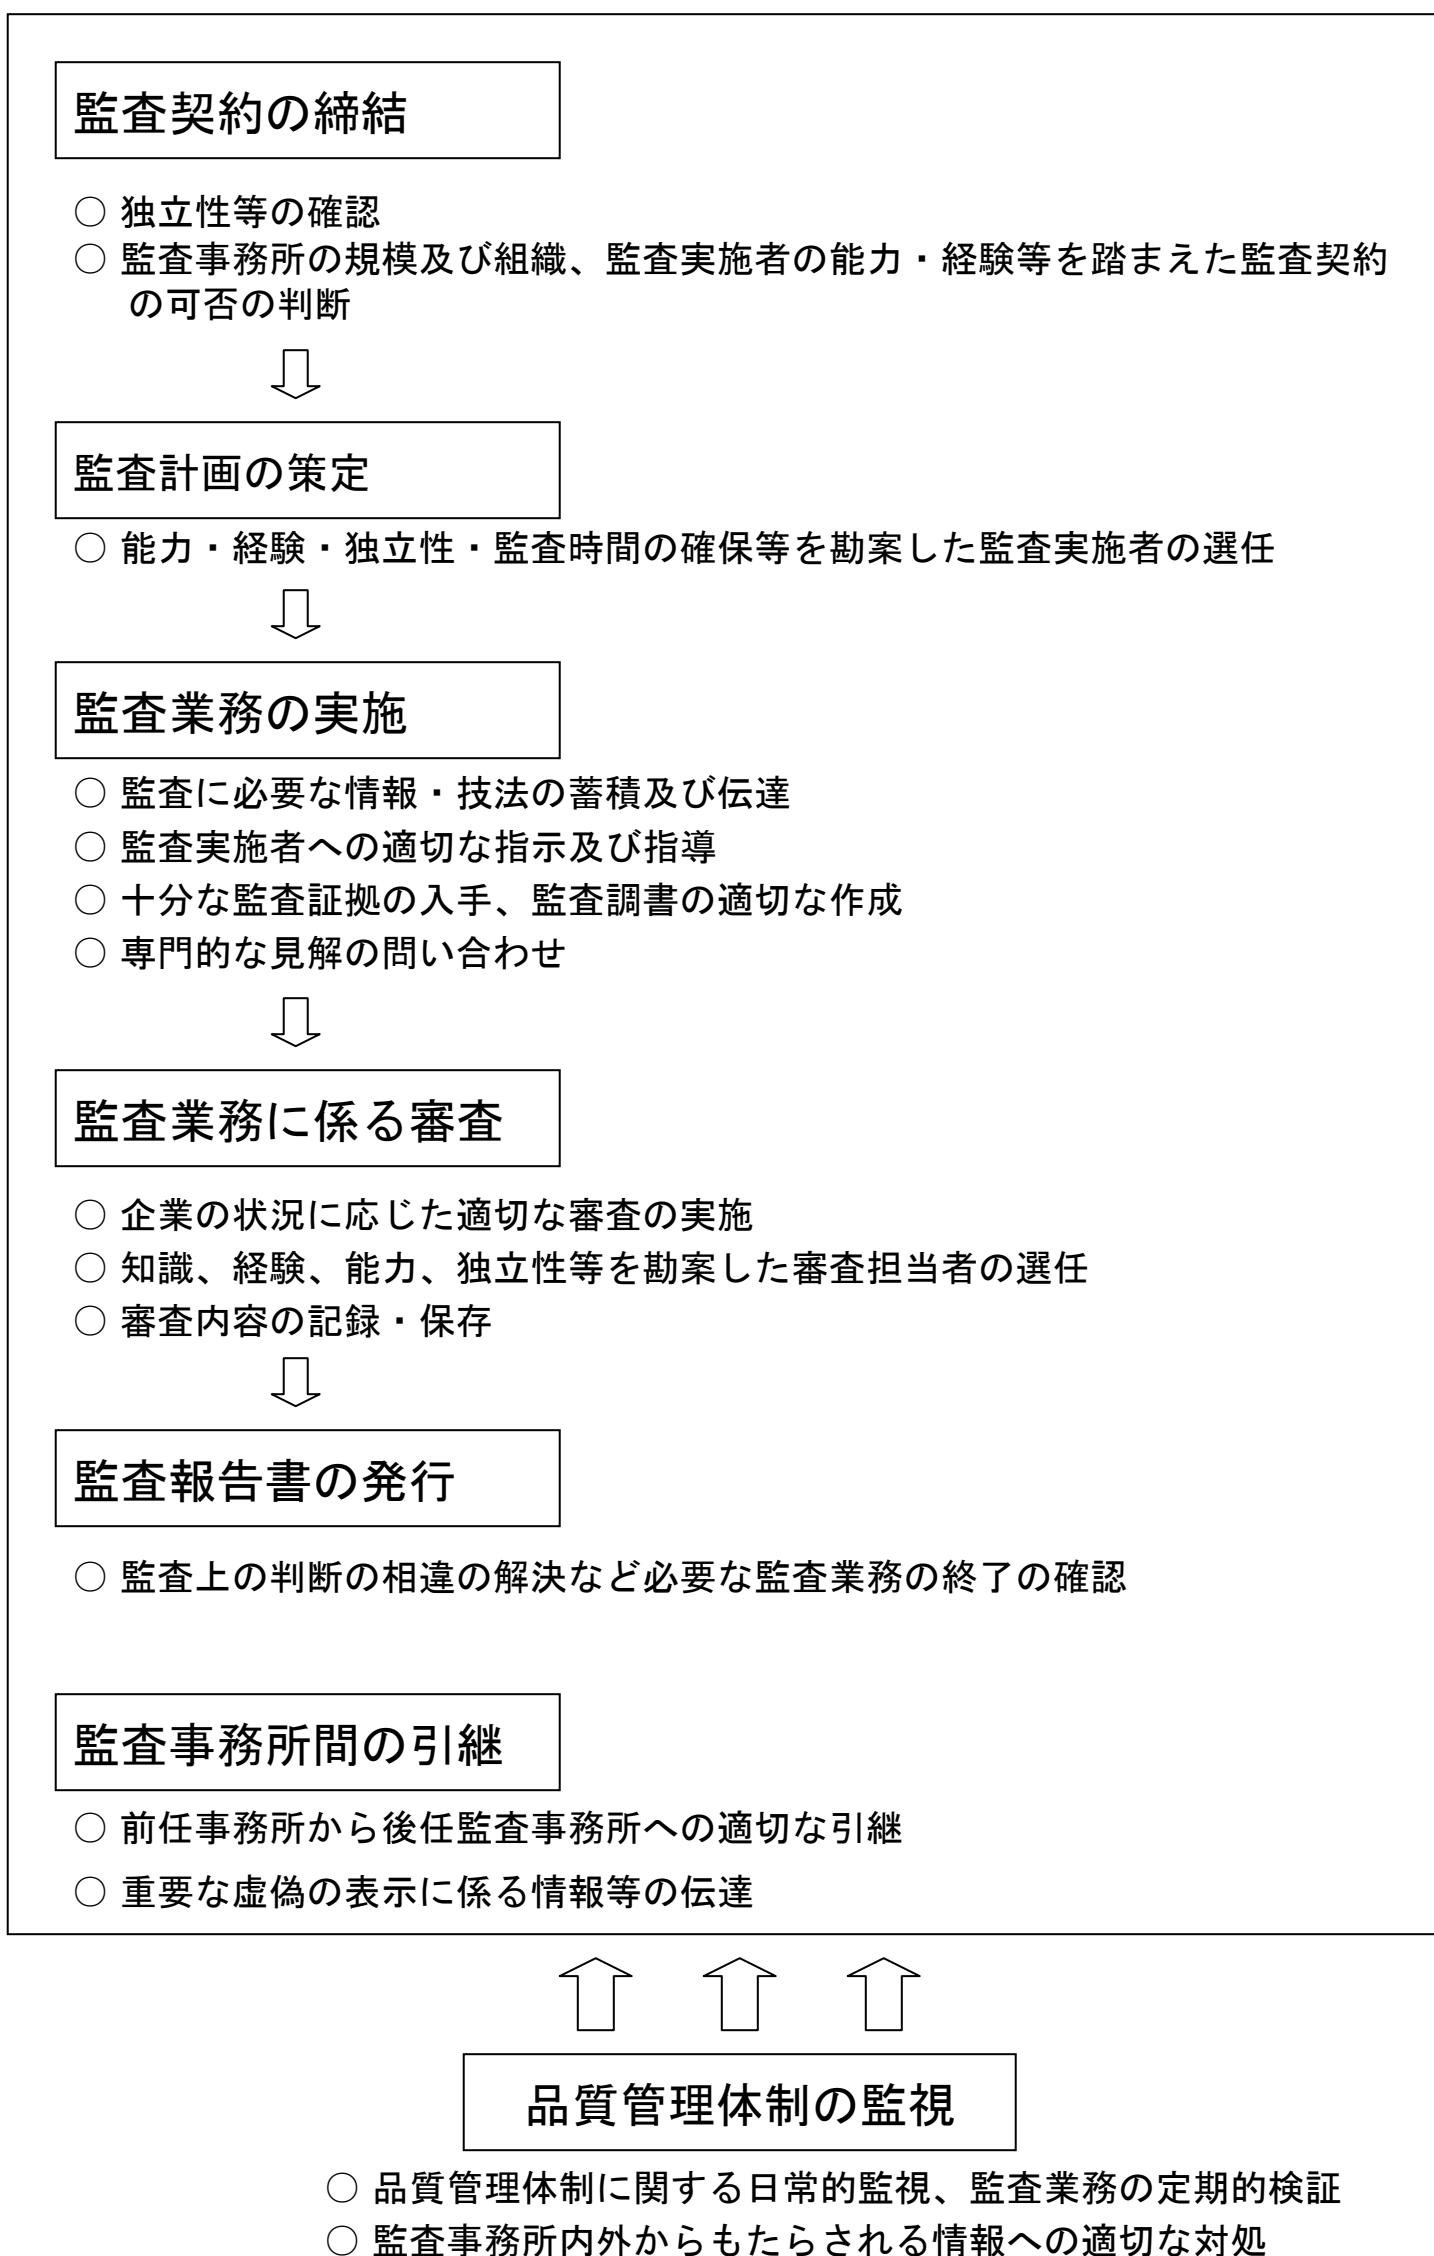 監査契約の締結
○ 独立性等の確認
○ 監査事務所の規模及び組織、監査実施者の能力・経験等を踏まえた監査契約
の可否の判断
監査計画の策定
○ 能力・経験・独立性・監査時間の確保等を勘案した監査実施者の選任
監査業務の実施
○ 監査に必要な情報・技法の蓄積及び伝達
○ 監査実施者への適切な指示及び指導
○ 十分な監査証拠の入手、監査調書の適切な作成
○ 専門的な見解の問い合わせ
監査業務に係る審査
○ 企業の状況に応じた適切な審査の実施
○ 知識、経験、能力、独立性等を勘案した審査担当者の選任
○ 審査内容の記録・保存
監査報告書の発行
○ 監査上の判断の相違の解決など必要な監査業務の終了の確認
監査事務所間の引継
○ 前任事務所から後任監査事務所への適切な引継
○ 重要な虚偽の表示に係る情報等の伝達
品質管理体制の監視
○ 品質管理体制に関する日常的監視、監査業務の定期的検証
○ 監査事務所内外からもたらされる情報への適切な対処